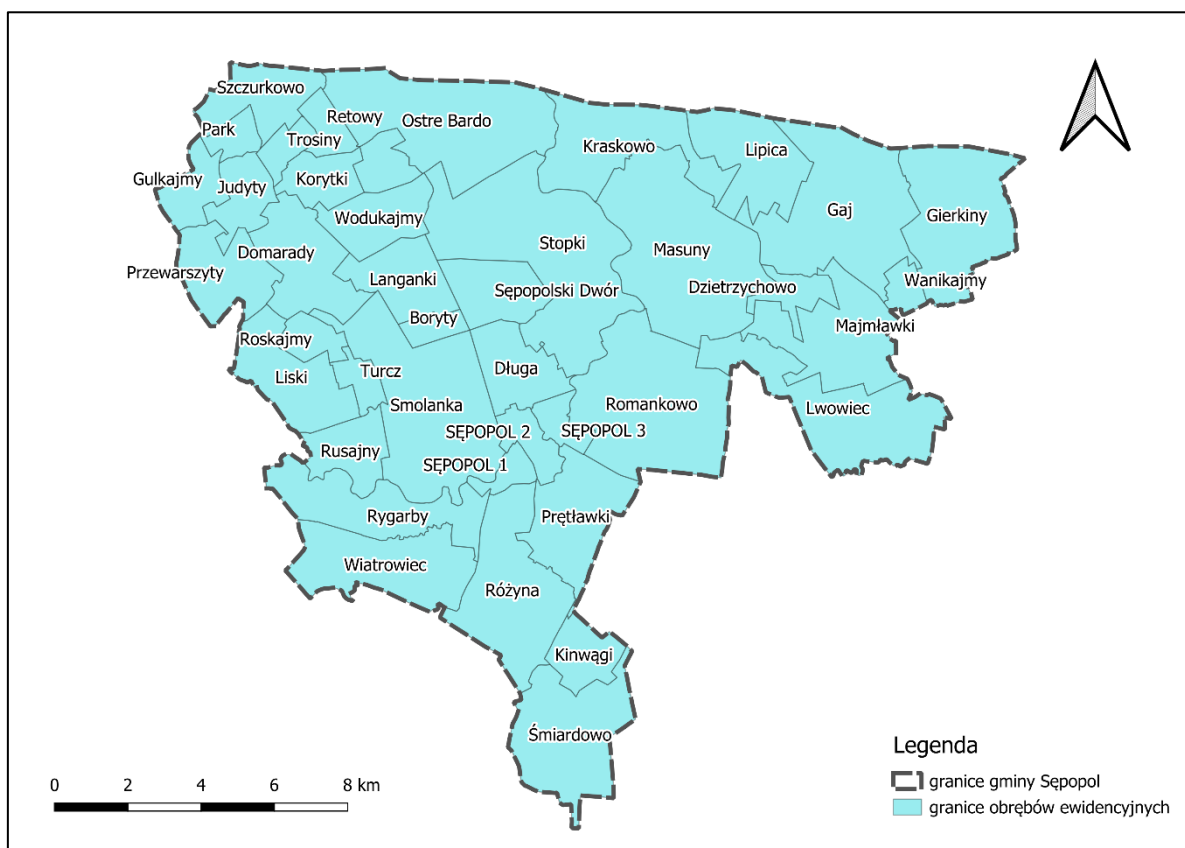 Szczurkowo
Retowy
Ostre Bardo
Park
Trosiny
Kraskowo
Lipica
Gulkajmy
Judyty
Korytki
Wodukajmy
Gaj
Gierkiny
Stopki
Masuny
Domarady
Przewarszyty
Langanki
Sępopolski Dwór
Dzietrzychowo
Wanikajmy
Boryty
Majmławki
Roskajmy
Liski
Turcz
Długa
Smolanka
Romankowo
Lwowiec
SĘPOPOL 2
SĘPOPOL 3
Rusajny
SĘPOPOL 1
Rygarby
Prętławki
Wiatrowiec
Różyna
Kinwągi
Śmiardowo
Legenda
granice gminy Sępopol
granice obrębów ewidencyjnych
0 2 4 6 8 km